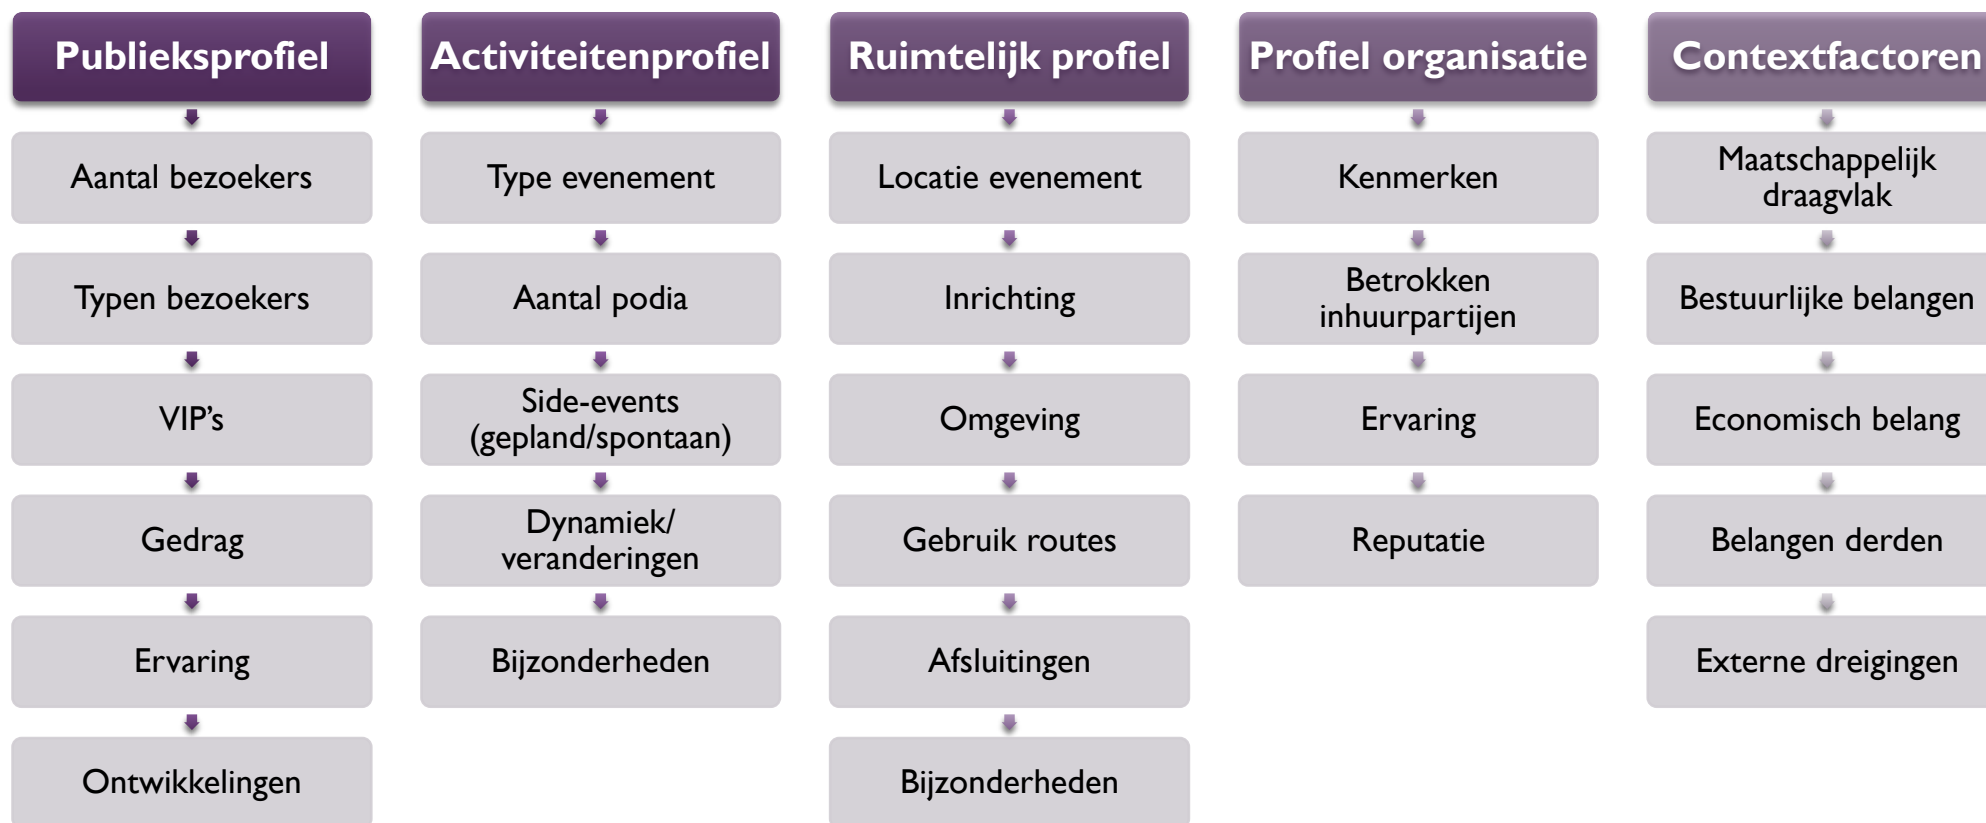 Publieksprofiel
Aantal bezoekers
Typen bezoekers
VIP’s
Gedrag
Ervaring
Ontwikkelingen
Activiteitenprofiel
Type evenement
Aantal podia
Side-events
(gepland/spontaan)
Dynamiek/
veranderingen
Bijzonderheden
Ruimtelijk profiel
Locatie evenement
Inrichting
Omgeving
Gebruik routes
Afsluitingen
Bijzonderheden
Profiel organisatie
Kenmerken
Betrokken
inhuurpartijen
Ervaring
Reputatie
Contextfactoren
Maatschappelijk
draagvlak
Bestuurlijke belangen
Economisch belang
Belangen derden
Externe dreigingen